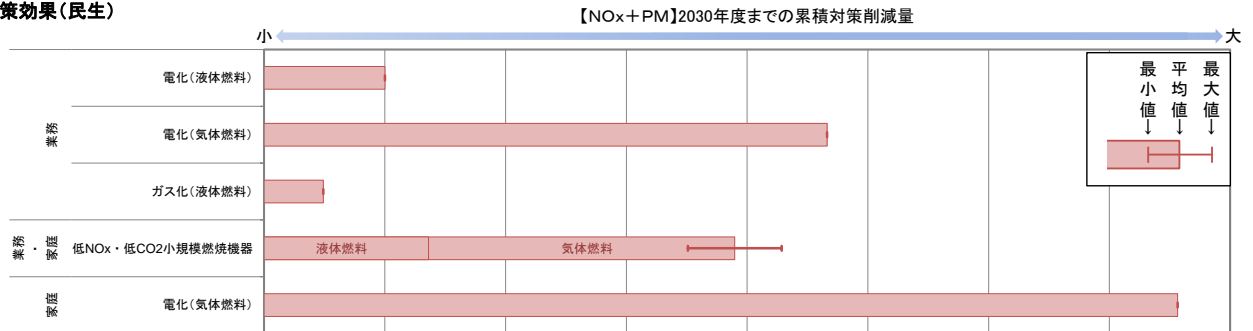 策効果(民生)
【NOx+PM】2030年度までの累積対策削減量
小
大
電化(液体燃料)
業務
電化(気体燃料)
ガス化(液体燃料)
業務・家庭
低NOx・低CO2小規模燃焼機器
液体燃料
気体燃料
家庭
電化(気体燃料)
最小値↓
平均値↓
最大値↓